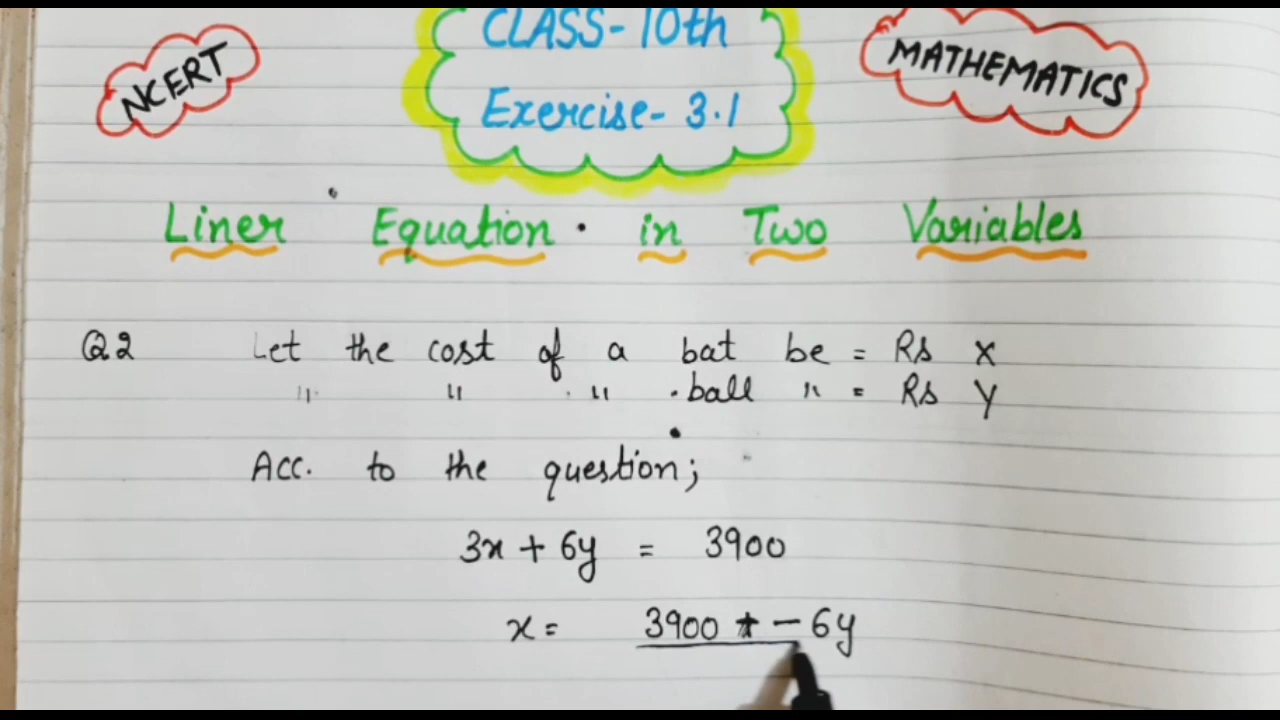 NCERT
CLASS-10th
Exercise-3.1
MATHEMATICS
Liner Equation in Two Variables
Q2 Let the cost of a bat be = Rs x
" " " ball " = Rs y
Acc. to the question;
3x + 6y = 3900
x = 3900 + - 6y